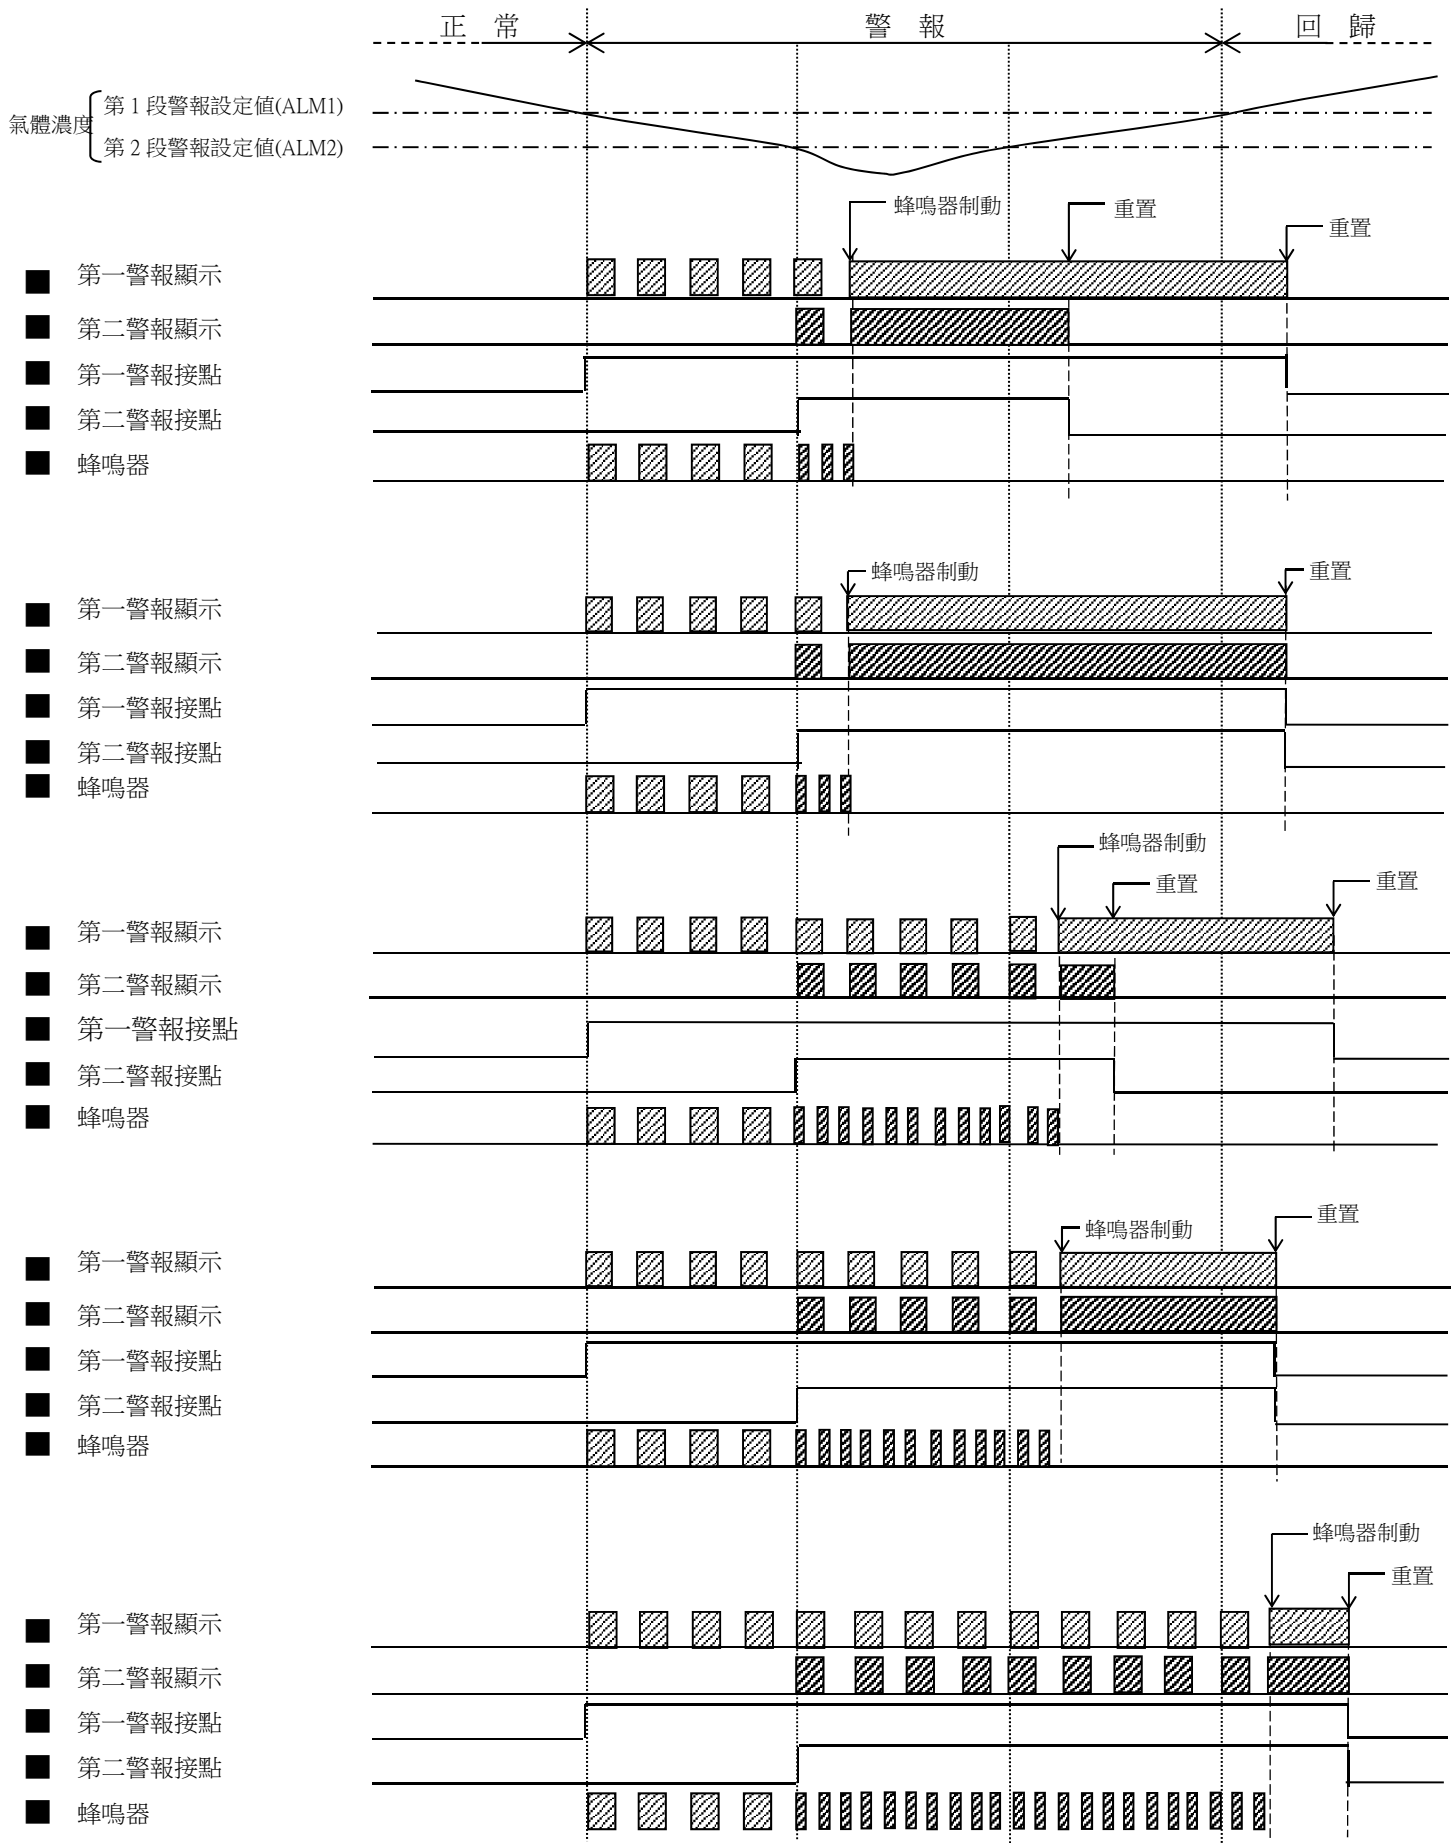 正 常 警 報 回 歸
第 1 段警報設定値(ALM1)
氣體濃度
第 2 段警報設定値(ALM2)
蜂鳴器制動 重置
重置
■ 第一警報顯示
■ 第二警報顯示
■ 第一警報接點
■ 第二警報接點
■ 蜂鳴器
蜂鳴器制動 重置
■ 第一警報顯示
■ 第二警報顯示
■ 第一警報接點
■ 第二警報接點
■ 蜂鳴器
蜂鳴器制動
重置 重置
■ 第一警報顯示
■ 第二警報顯示
■ 第一警報接點
■ 第二警報接點
■ 蜂鳴器
重置
蜂鳴器制動
■ 第一警報顯示
■ 第二警報顯示
■ 第一警報接點
■ 第二警報接點
■ 蜂鳴器
蜂鳴器制動
重置
■ 第一警報顯示
■ 第二警報顯示
■ 第一警報接點
■ 第二警報接點
■ 蜂鳴器